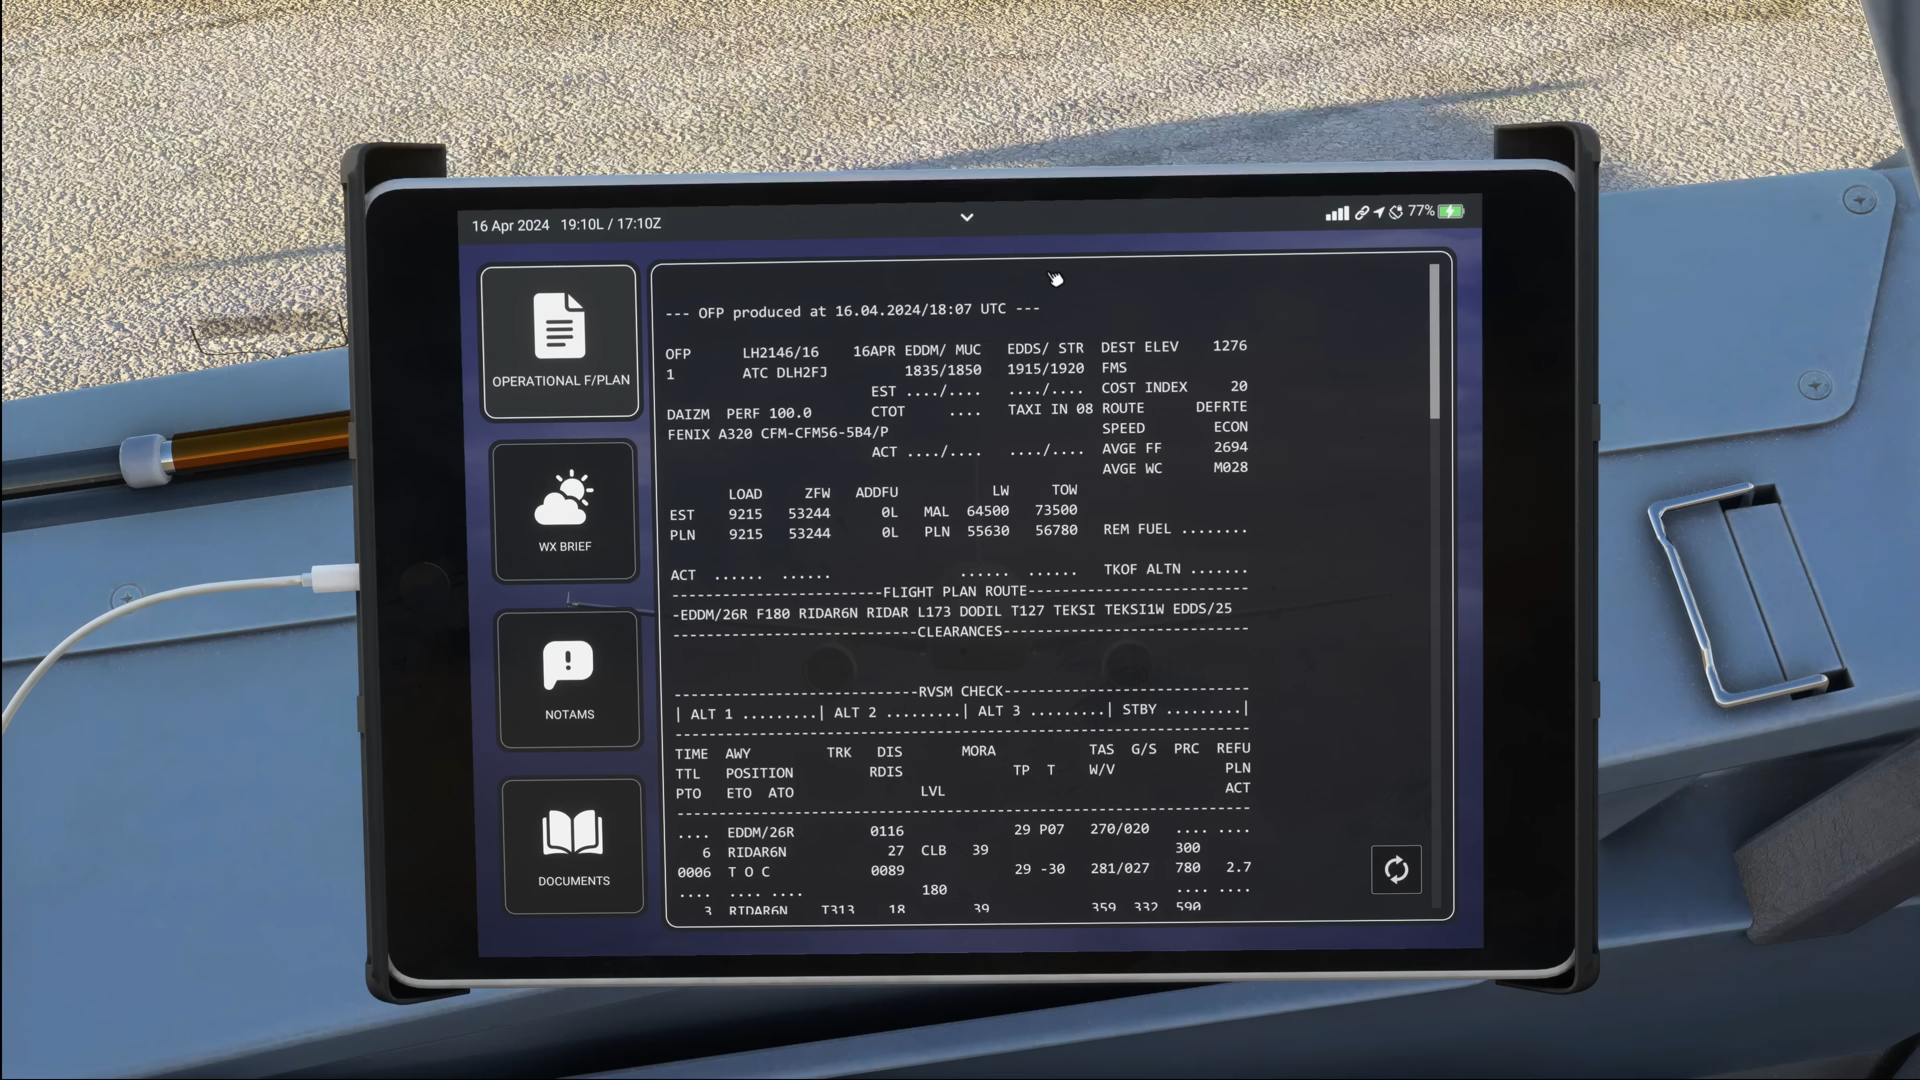 16 Apr 2024 19:10L / 17:10Z 77%
OPERATIONAL F/PLAN
WX BRIEF
NOTAMS
DOCUMENTS
--- OFP produced at 16.04.2024/18:07 UTC ---
OFP LH2146/16 16APR EDDM/ MUC EDDS/ STR DEST ELEV 1276
1 ATC DLH2FJ 1835/1850 1915/1920 FMS
EST ..../.... ..../.... COST INDEX 20
DAIZM PERF 100.0 CTOT .... TAXI IN 08 ROUTE DEFRTE
FENIX A320 CFM-CFM56-5B4/P SPEED ECON
ACT ..../.... ..../.... AVGE FF 2694
AVGE WC M028
LOAD ZFW ADDFU LW TOW
EST 9215 53244 0L MAL 64500 73500
PLN 9215 53244 0L PLN 55630 56780 REM FUEL ........
ACT ...... ...... ...... ...... TKOF ALTN .......
--------------------------FLIGHT PLAN ROUTE---------------------------
-EDDM/26R F180 RIDAR6N RIDAR L173 DODIL T127 TEKSI TEKSI1W EDDS/25
------------------------------CLEARANCES------------------------------
------------------------------RVSM CHECK------------------------------
| ALT 1 .........| ALT 2 .........| ALT 3 .........| STBY .........|
----------------------------------------------------------------------
TIME AWY TRK DIS MORA TAS G/S PRC REFU
TTL POSITION RDIS TP T W/V PLN
PTO ETO ATO LVL ACT
----------------------------------------------------------------------
.... EDDM/26R 0116 29 P07 270/020 .... ....
6 RIDAR6N 27 CLB 39 300
0006 T O C 0089 29 -30 281/027 780 2.7
.... .... .... 180 .... ....
3 RIDAR6N T313 18 39 359 332 590